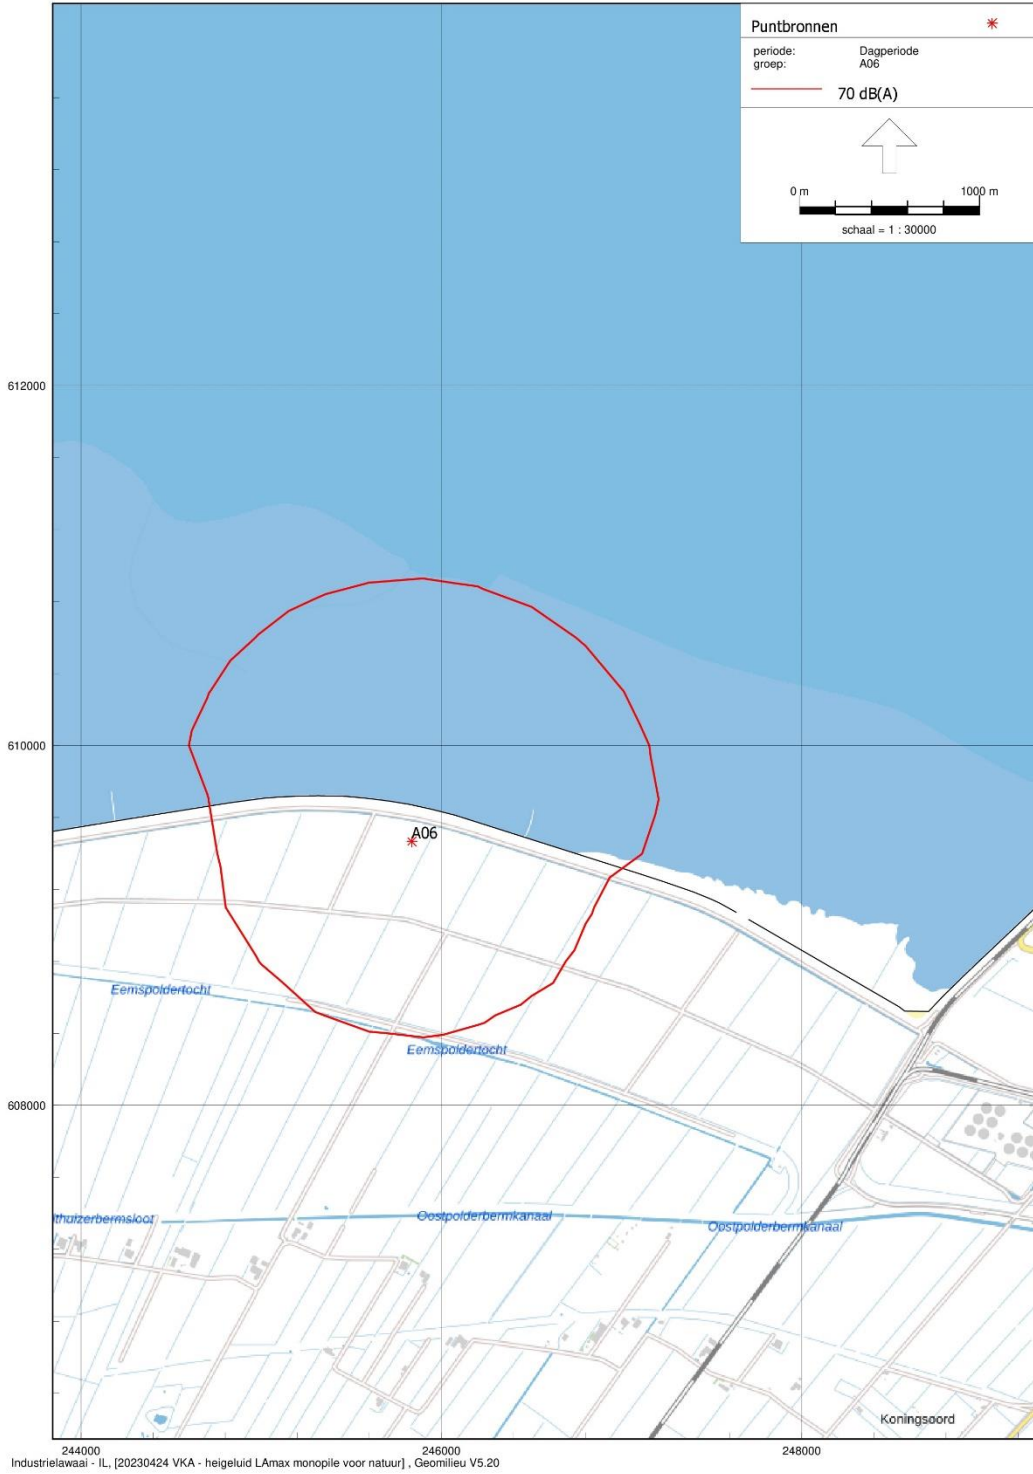 Puntbronnen
periode: Dagperiode
groep: A06
70 dB(A)
0 m 1000 m
schaal = 1 : 30000
612000
610000
A06
Eemspoldertocht
Eemspoldertocht
608000
thuizerbermsloot
Oostpolderbermkanaal
Oostpolderbermkanaal
Koningsoord
244000 246000 248000
Industrielawaai - IL, [20230424 VKA - heigeluid LAmax monopile voor natuur] , Geomilieu V5.20